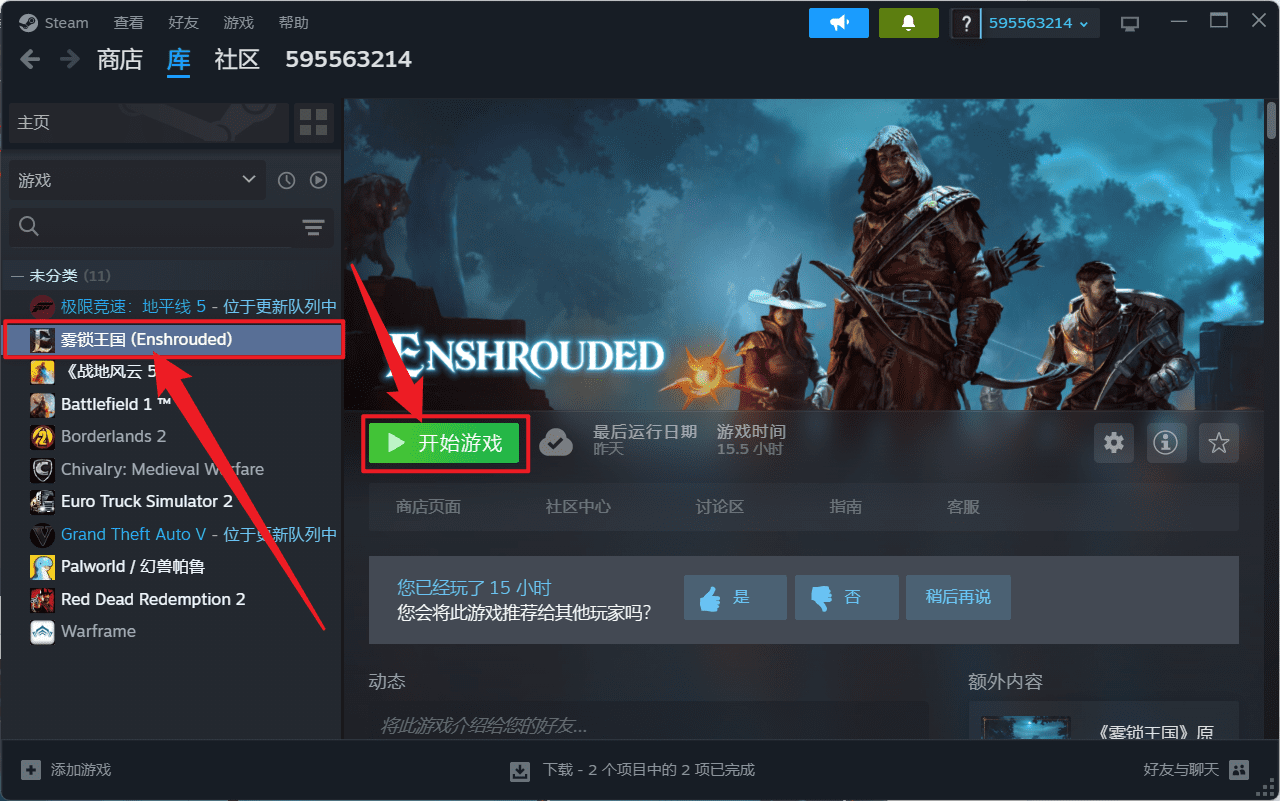 Steam 查看 好友 游戏 帮助
? 595563214
商店 库 社区 595563214
主页
游戏
未分类 (11)
极限竞速：地平线 5 - 位于更新队列中
雾锁王国 (Enshrouded)
《战地风云 5
Battlefield 1 ™
Borderlands 2
Chivalry: Medieval Warfare
Euro Truck Simulator 2
Grand Theft Auto V - 位于更新队列中
Palworld / 幻兽帕鲁
Red Dead Redemption 2
Warframe
ENSHROUDED
开始游戏
最后运行日期 游戏时间
昨天 15.5 小时
商店页面 社区中心 讨论区 指南 客服
您已经玩了 15 小时
您会将此游戏推荐给其他玩家吗?
是 否 稍后再说
动态 额外内容
将此游戏介绍给您的好友...
《雾锁王国》原
添加游戏 下载 - 2 个项目中的 2 项已完成 好友与聊天